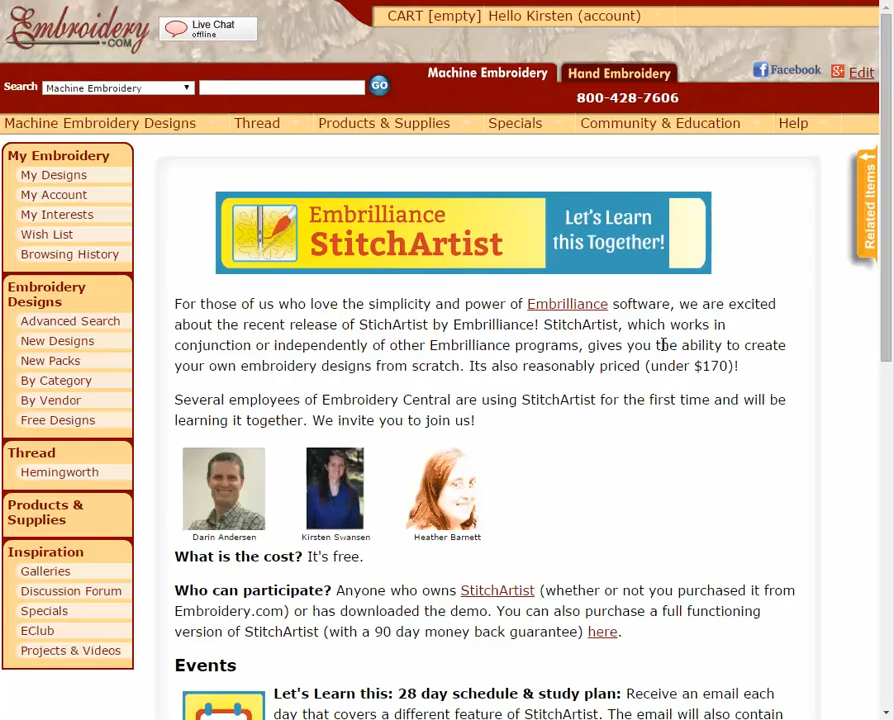 Embroidery
.COM
Live Chat
offline
CART [empty] Hello Kirsten (account)
Search
Machine Embroidery
GO
Machine Embroidery
Hand Embroidery
Facebook
Edit
800-428-7606
Machine Embroidery Designs
Thread
Products & Supplies
Specials
Community & Education
Help
My Embroidery
My Designs
My Account
My Interests
Wish List
Browsing History
Embroidery
Designs
Advanced Search
New Designs
New Packs
By Category
By Vendor
Free Designs
Thread
Hemingworth
Products &
Supplies
Inspiration
Galleries
Discussion Forum
Specials
EClub
Projects & Videos
Related Items
Embrilliance
StitchArtist
Let's Learn
this Together!
For those of us who love the simplicity and power of Embrilliance software, we are excited
about the recent release of StichArtist by Embrilliance! StitchArtist, which works in
conjunction or independently of other Embrilliance programs, gives you the ability to create
your own embroidery designs from scratch. Its also reasonably priced (under $170)!
Several employees of Embroidery Central are using StitchArtist for the first time and will be
learning it together. We invite you to join us!
Darin Andersen
Kirsten Swansen
Heather Barnett
What is the cost? It's free.
Who can participate? Anyone who owns StitchArtist (whether or not you purchased it from
Embroidery.com) or has downloaded the demo. You can also purchase a full functioning
version of StitchArtist (with a 90 day money back guarantee) here.
Events
Let's Learn this: 28 day schedule & study plan: Receive an email each
day that covers a different feature of StitchArtist. The email will also contain